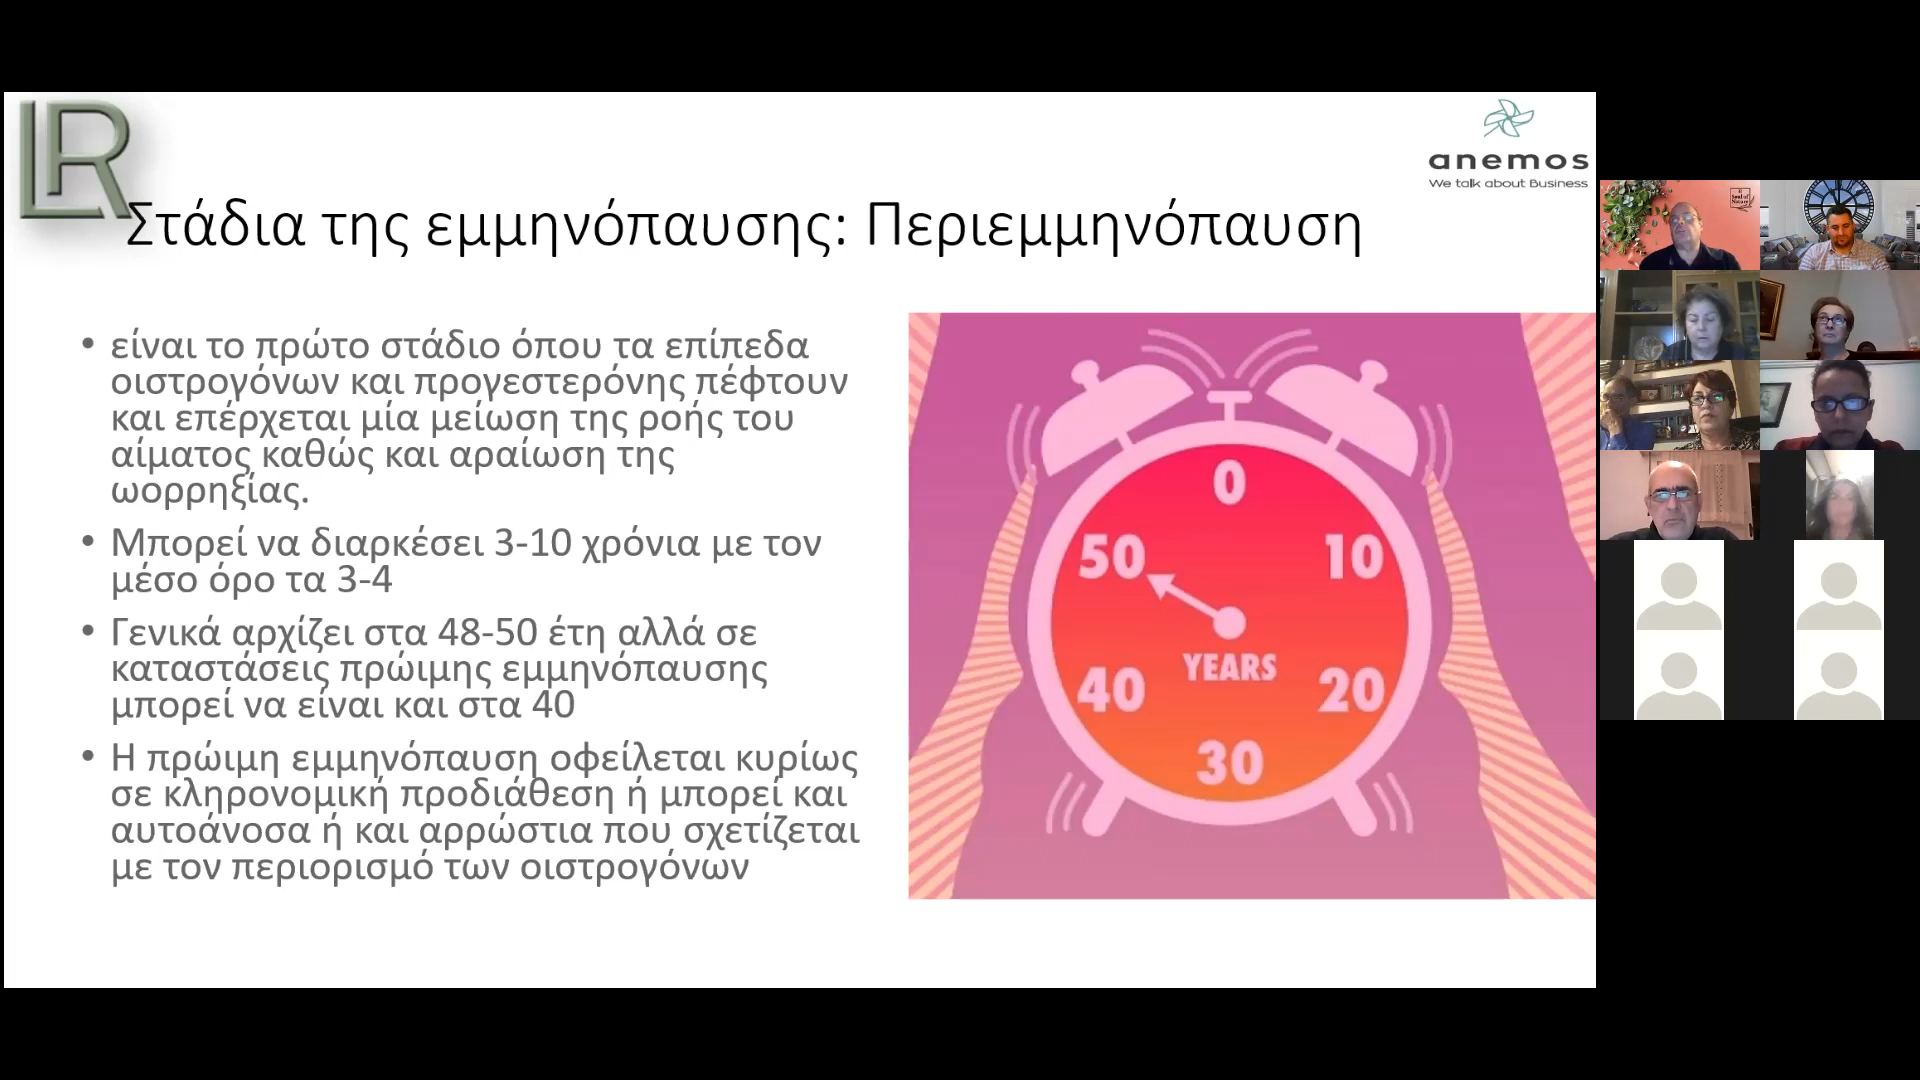 LR
anemos
We talk about Business
Στάδια της εμμηνόπαυσης: Περιεμμηνόπαυση
• είναι το πρώτο στάδιο όπου τα επίπεδα
οιστρογόνων και προγεστερόνης πέφτουν
και επέρχεται μία μείωση της ροής του
αίματος καθώς και αραίωση της
ωορρηξίας.
• Μπορεί να διαρκέσει 3-10 χρόνια με τον
μέσο όρο τα 3-4
• Γενικά αρχίζει στα 48-50 έτη αλλά σε
καταστάσεις πρώιμης εμμηνόπαυσης
μπορεί να είναι και στα 40
• Η πρώιμη εμμηνόπαυση οφείλεται κυρίως
σε κληρονομική προδιάθεση ή μπορεί και
αυτοάνοσα ή και αρρώστια που σχετίζεται
με τον περιορισμό των οιστρογόνων
0
50
10
YEARS
40
20
30
Soul of
Nature